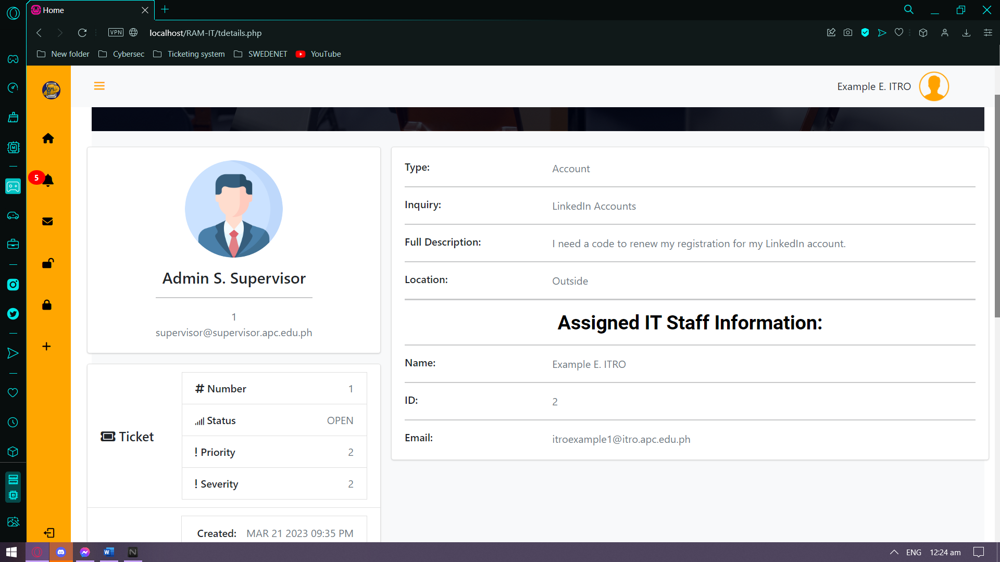 Home
VPN
localhost/RAM-IT/tdetails.php
New folder
Cybersec
Ticketing system
SWEDENET
YouTube
Example E. ITRO
5
Admin S. Supervisor
1
supervisor@supervisor.apc.edu.ph
Ticket
# Number 1
Status OPEN
! Priority 2
! Severity 2
Created: MAR 21 2023 09:35 PM
Type: Account
Inquiry: LinkedIn Accounts
Full Description: I need a code to renew my registration for my LinkedIn account.
Location: Outside
Assigned IT Staff Information:
Name: Example E. ITRO
ID: 2
Email: itroexample1@itro.apc.edu.ph
ENG 12:24 am